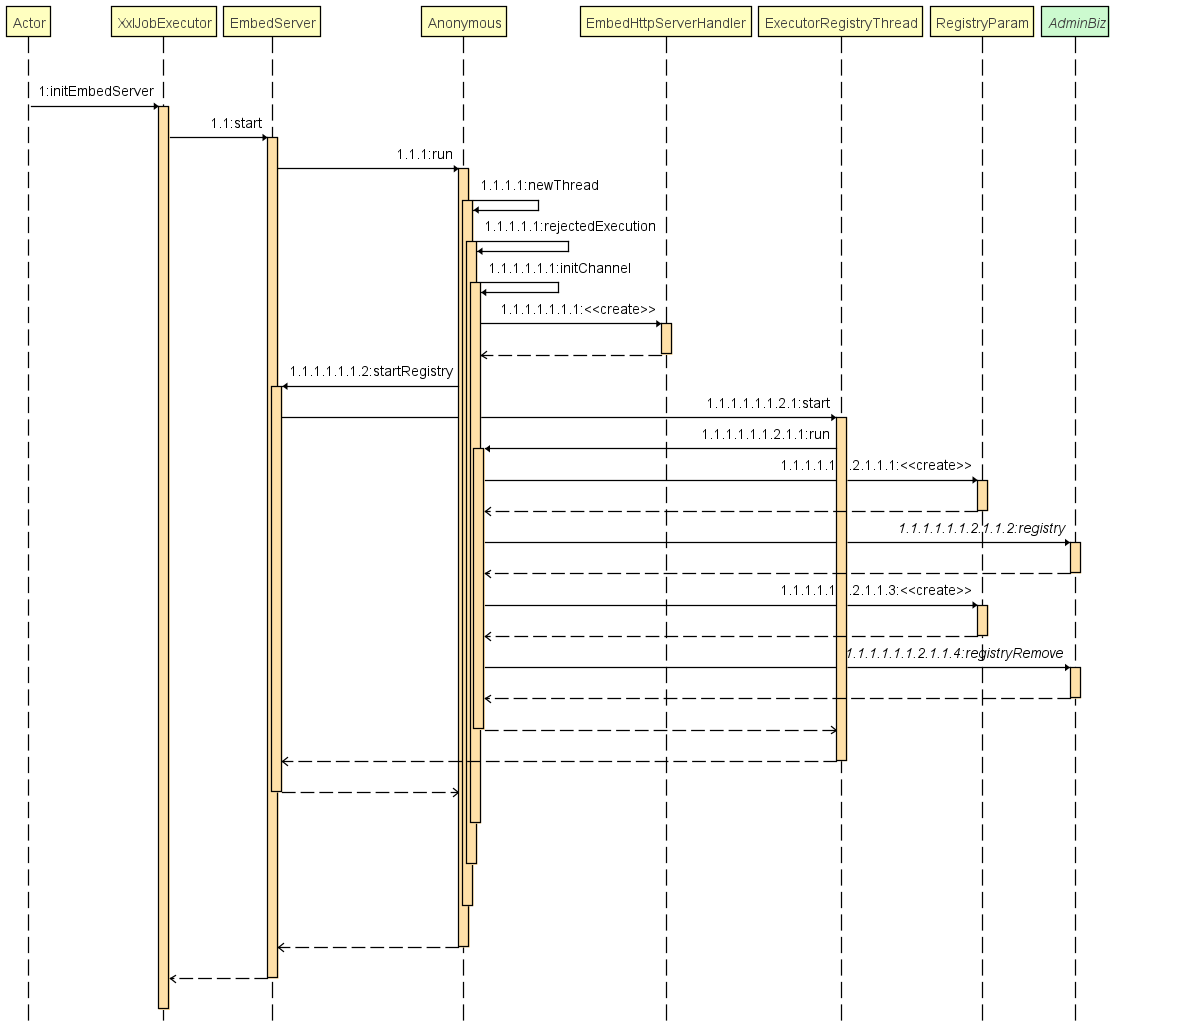 Actor
XxlJobExecutor
EmbedServer
Anonymous
EmbedHttpServerHandler
ExecutorRegistryThread
RegistryParam
AdminBiz
1:initEmbedServer
1.1:start
1.1.1:run
1.1.1.1:newThread
1.1.1.1.1:rejectedExecution
1.1.1.1.1.1:initChannel
1.1.1.1.1.1.1:<<create>>
1.1.1.1.1.1.2:startRegistry
1.1.1.1.1.1.2.1:start
1.1.1.1.1.1.2.1.1:run
1.1.1.1.1.1.2.1.1.1:<<create>>
1.1.1.1.1.1.2.1.1.2:registry
1.1.1.1.1.1.2.1.1.3:<<create>>
1.1.1.1.1.1.2.1.1.4:registryRemove